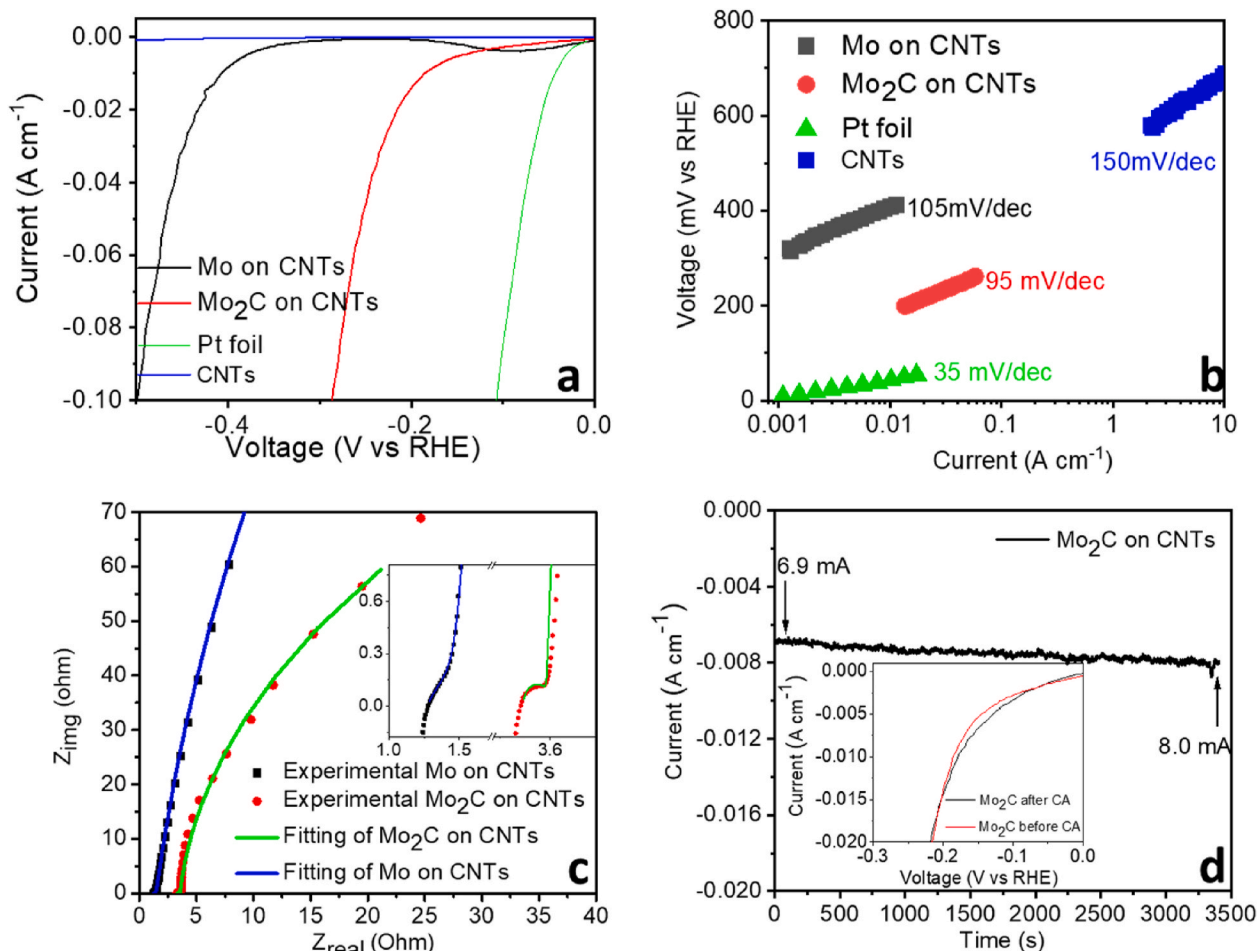 0.00
-0.02
-0.04
-0.06
-0.08
-0.10
Current (A cm⁻¹)
Mo on CNTs
Mo₂C on CNTs
Pt foil
CNTs
a
-0.4
-0.2
0.0
Voltage (V vs RHE)
800
600
400
200
0
Voltage (mV vs RHE)
Mo on CNTs
Mo₂C on CNTs
Pt foil
CNTs
150mV/dec
105mV/dec
95 mV/dec
35 mV/dec
b
0.001
0.01
0.1
1
10
Current (A cm⁻¹)
70
60
50
40
30
20
10
0
Zimg (ohm)
0.6
0.3
0.0
1.0
1.5
3.6
Experimental Mo on CNTs
Experimental Mo₂C on CNTs
Fitting of Mo₂C on CNTs
Fitting of Mo on CNTs
c
0 5 10 15 20 25 30 35 40
Zreal (Ohm)
0.000
-0.004
-0.008
-0.012
-0.016
-0.020
Current (A cm⁻¹)
Mo₂C on CNTs
6.9 mA
8.0 mA
0.000
-0.005
-0.010
-0.015
-0.020
Current (A cm⁻¹)
Mo₂C after CA
Mo₂C before CA
-0.3
-0.2
-0.1
0.0
Voltage (V vs RHE)
d
0 500 1000 1500 2000 2500 3000 3500
Time (s)